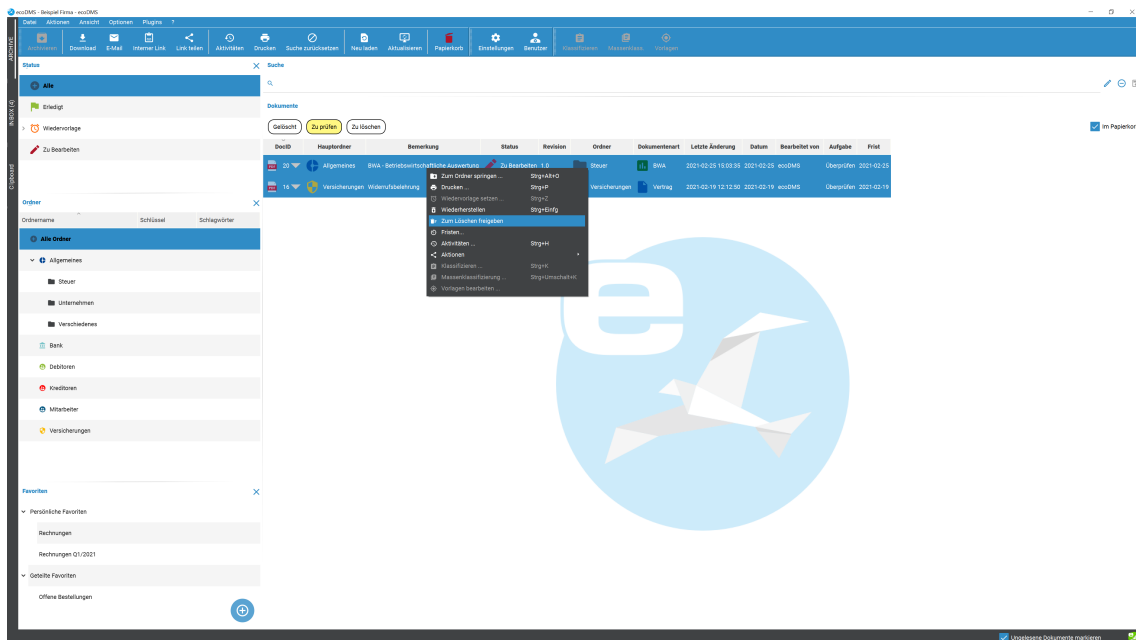 ecoDMS - Beispiel Firma - ecoDMS
Datei Aktionen Ansicht Optionen Plugins ?
Archivieren Download E-Mail Interner Link Link teilen Aktivitäten Drucken Suche zurücksetzen Neu laden Aktualisieren Papierkorb Einstellungen Benutzer Klassifizieren Massenklass. Vorlagen
ARCHIVE
INBOX (4)
Clipboard
Status
Alle
Erledigt
Wiedervorlage
Zu Bearbeiten
Ordner
Ordnername Schlüssel Schlagwörter
Alle Ordner
Allgemeines
Steuer
Unternehmen
Verschiedenes
Bank
Debitoren
Kreditoren
Mitarbeiter
Versicherungen
Favoriten
Persönliche Favoriten
Rechnungen
Rechnungen Q1/2021
Geteilte Favoriten
Offene Bestellungen
Suche
Dokumente
Gelöscht Zu prüfen Zu löschen
Im Papierkor
DocID Hauptordner Bemerkung Status Revision Ordner Dokumentenart Letzte Änderung Datum Bearbeitet von Aufgabe Frist
20 Allgemeines BWA - Betriebswirtschaftliche Auswertung Zu Bearbeiten 1.0 Steuer BWA 2021-02-25 15:03:35 2021-02-25 ecoDMS Überprüfen 2021-02-25
16 Versicherungen Widerrufsbelehrung Versicherungen Vertrag 2021-02-19 12:12:50 2021-02-19 ecoDMS Überprüfen 2021-02-19
Zum Ordner springen ... Strg+Alt+O
Drucken ... Strg+P
Wiedervorlage setzen ... Strg+Z
Wiederherstellen Strg+Einfg
Zum Löschen freigeben
Fristen...
Aktivitäten ... Strg+H
Aktionen
Klassifizieren ... Strg+K
Massenklassifizierung ... Strg+Umschalt+K
Vorlagen bearbeiten ...
e
Ungelesene Dokumente markieren